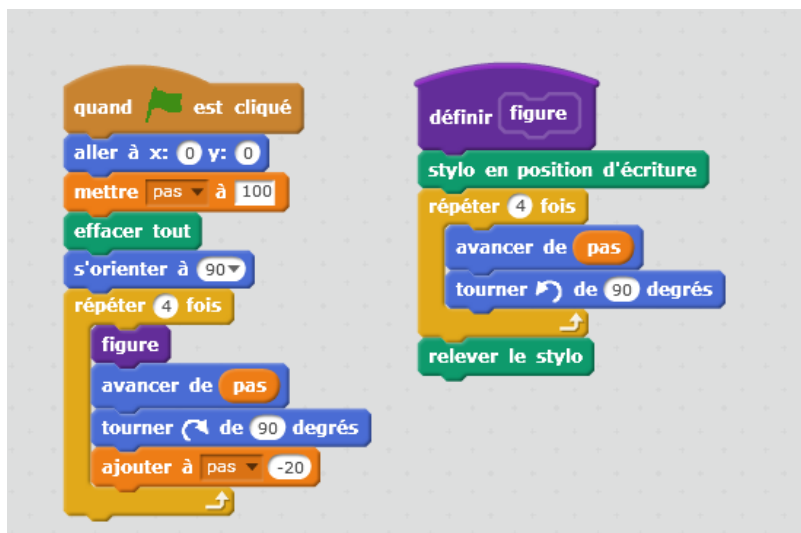 quand est cliqué
aller à x: 0 y: 0
mettre pas à 100
effacer tout
s'orienter à 90
répéter 4 fois
figure
avancer de pas
tourner de 90 degrés
ajouter à pas -20
définir figure
stylo en position d'écriture
répéter 4 fois
avancer de pas
tourner de 90 degrés
relever le stylo